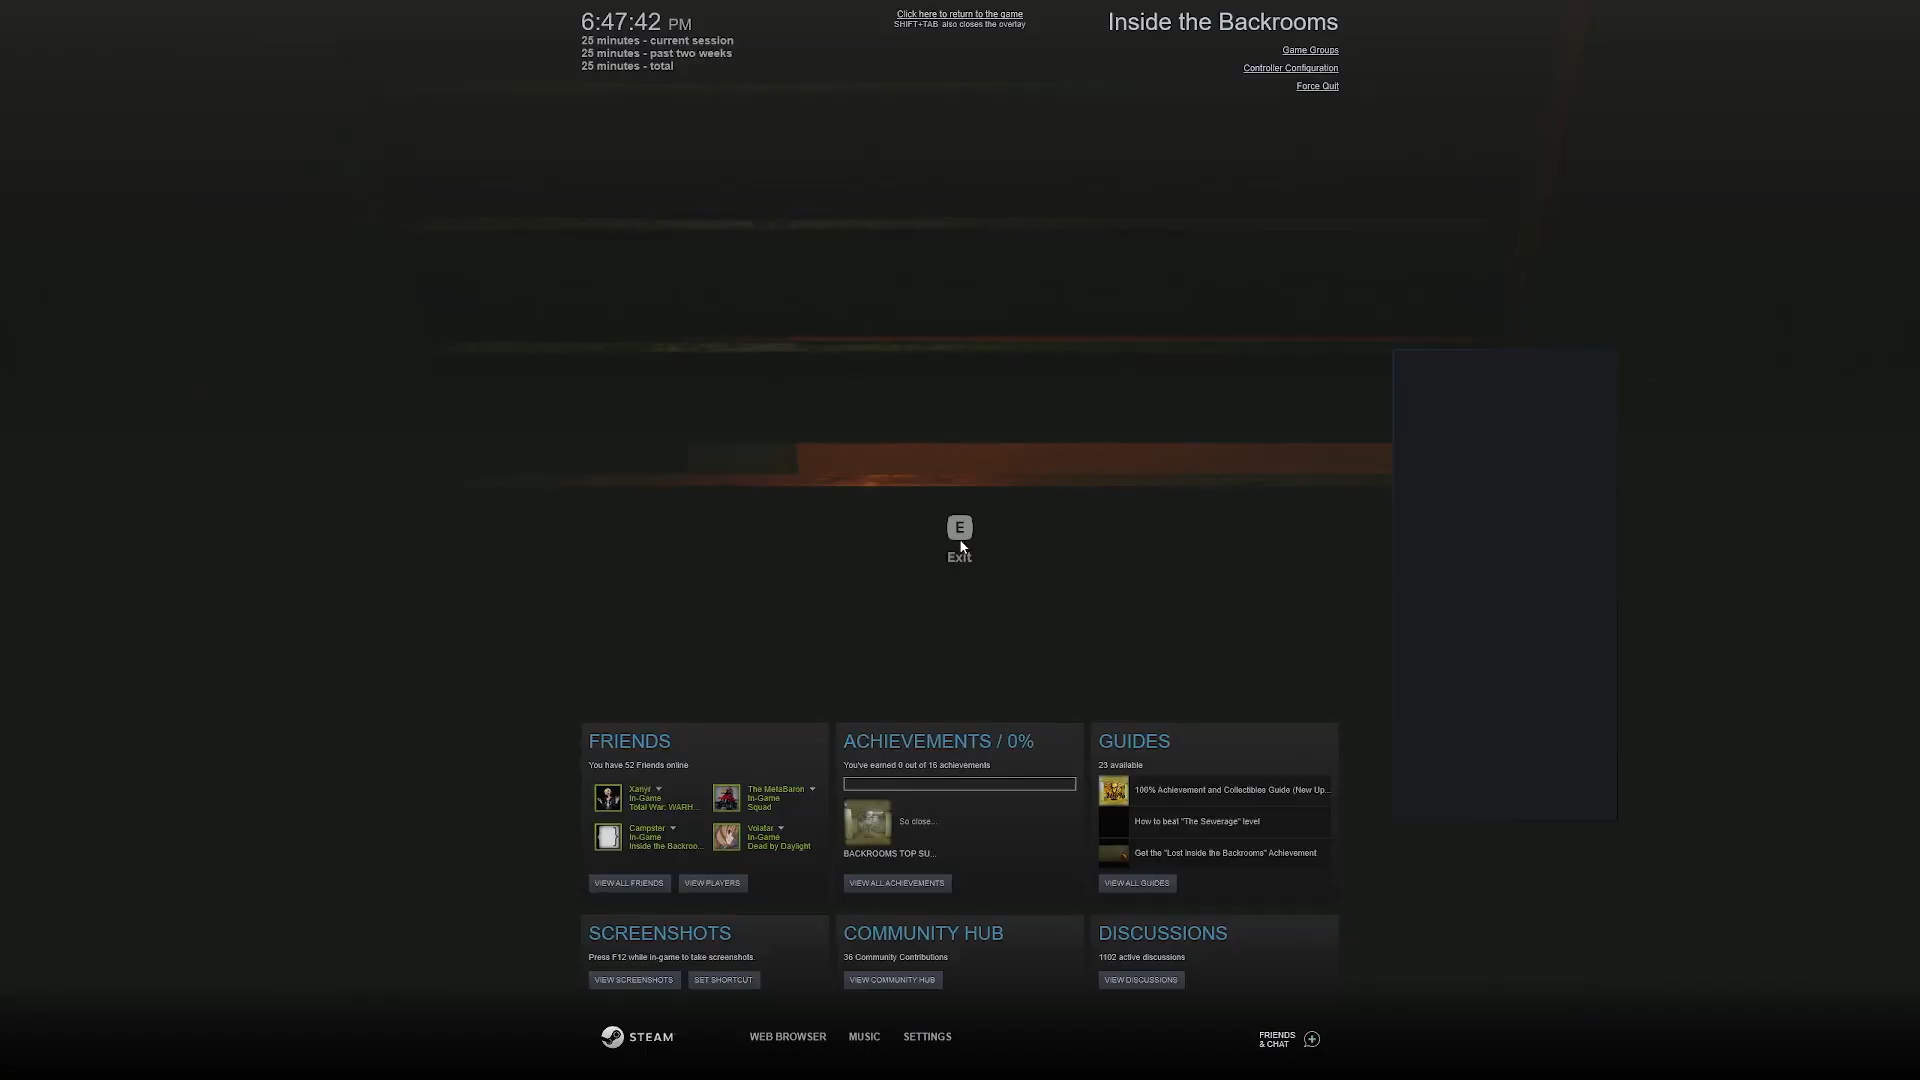 6:47:42 PM
25 minutes - current session
25 minutes - past two weeks
25 minutes - total
Click here to return to the game
SHIFT+TAB also closes the overlay
Inside the Backrooms
Game Groups
Controller Configuration
Force Quit
E
Exit
FRIENDS
You have 52 Friends online
Xanyr
In-Game
Total War: WARH...
The MetaBaron
In-Game
Squad
Campster
In-Game
Inside the Backroo...
Volatar
In-Game
Dead by Daylight
VIEW ALL FRIENDS
VIEW PLAYERS
ACHIEVEMENTS / 0%
You've earned 0 out of 16 achievements
So close...
BACKROOMS TOP SU...
VIEW ALL ACHIEVEMENTS
GUIDES
23 available
100% Achievement and Collectibles Guide (New Up...
How to beat "The Sewerage" level
Get the "Lost Inside the Backrooms" Achievement
VIEW ALL GUIDES
SCREENSHOTS
Press F12 while in-game to take screenshots.
VIEW SCREENSHOTS
SET SHORTCUT
COMMUNITY HUB
36 Community Contributions
VIEW COMMUNITY HUB
DISCUSSIONS
1102 active discussions
VIEW DISCUSSIONS
STEAM
WEB BROWSER
MUSIC
SETTINGS
FRIENDS
& CHAT